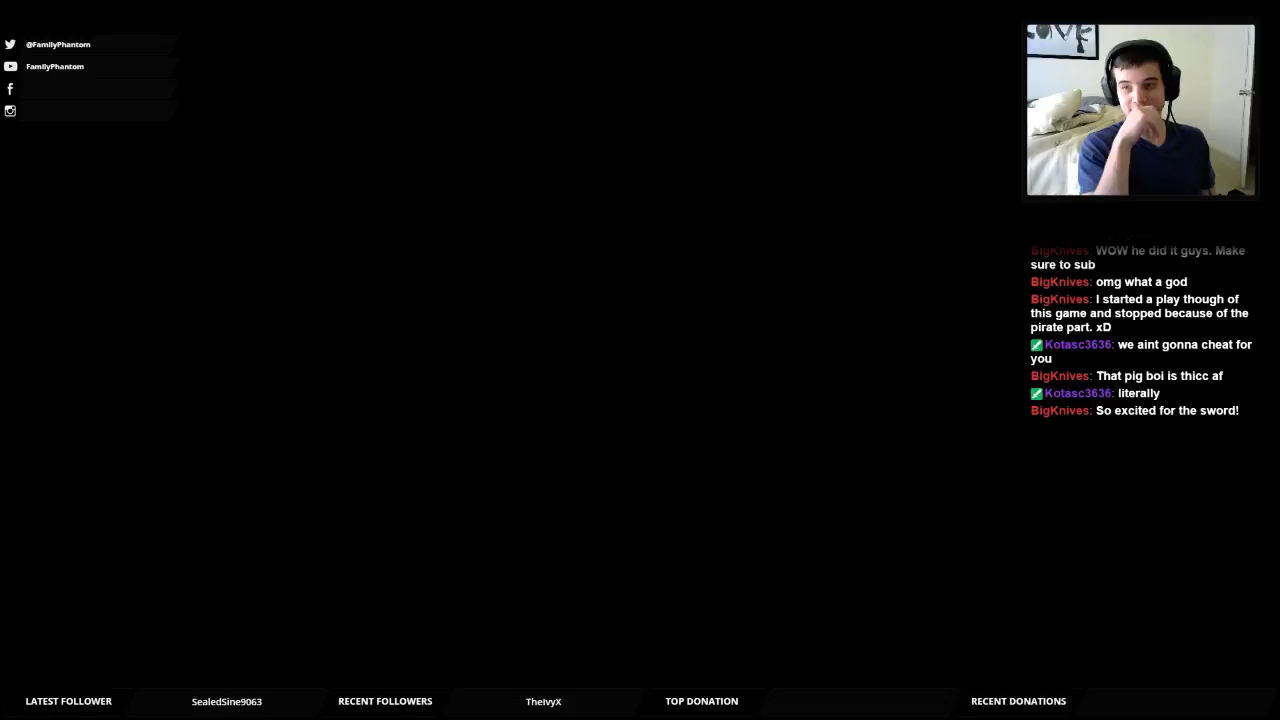 @FamilyPhantom
FamilyPhantom
BigKnives: WOW he did it guys. Make
sure to sub
BigKnives: omg what a god
BigKnives: I started a play though of
this game and stopped because of the
pirate part. xD
Kotasc3636: we aint gonna cheat for
you
BigKnives: That pig boi is thicc af
Kotasc3636: literally
BigKnives: So excited for the sword!
LATEST FOLLOWER
SealedSine9063
RECENT FOLLOWERS
TheIvyX
TOP DONATION
RECENT DONATIONS